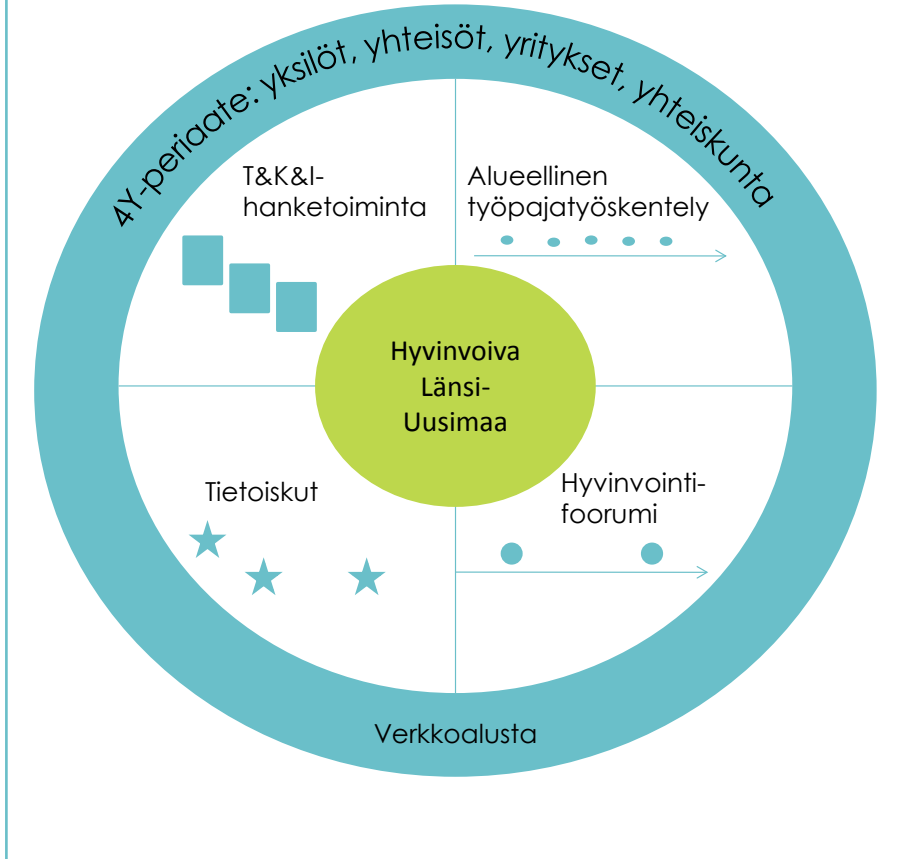 4Y-periaate: yksilöt, yhteisöt, yritykset, yhteiskunta
T&K&I-
hanketoiminta
Alueellinen
työpajatyöskentely
Hyvinvoiva
Länsi-
Uusimaa
Tietoiskut
Hyvinvointi-
foorumi
Verkkoalusta